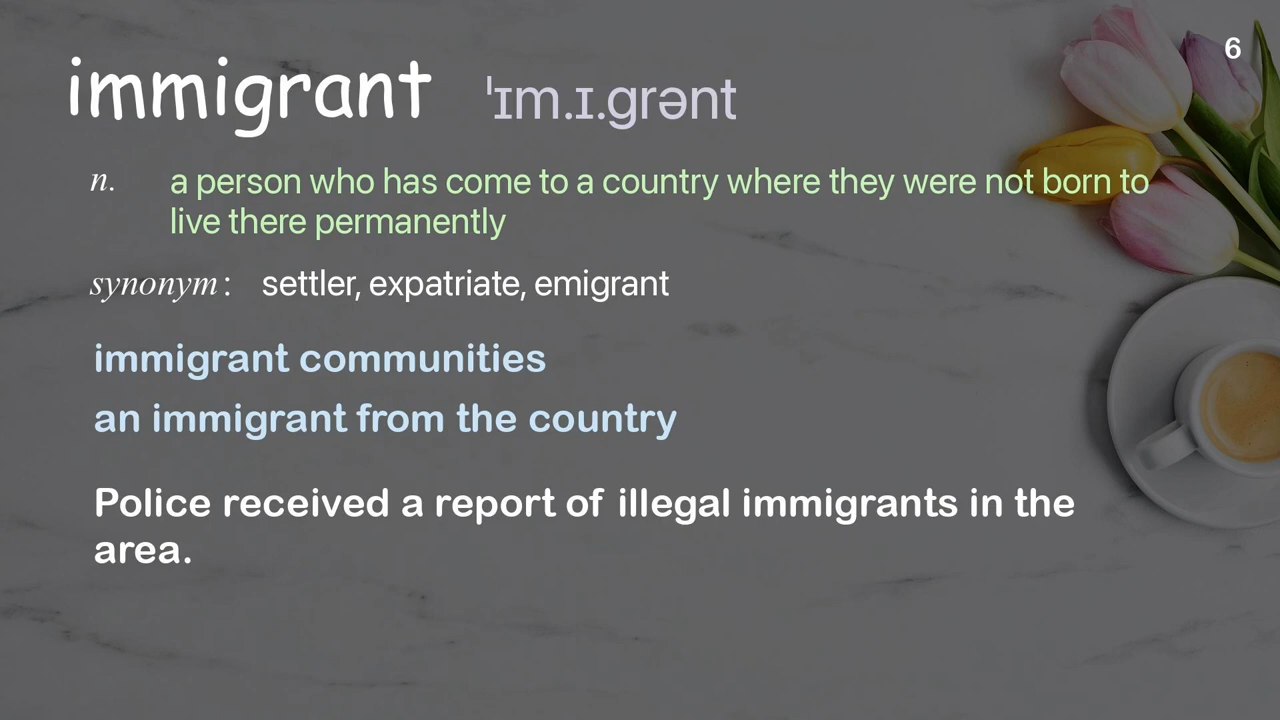 6
immigrant ˈɪm.ɪ.grənt
n. a person who has come to a country where they were not born to
live there permanently
synonym: settler, expatriate, emigrant
immigrant communities
an immigrant from the country
Police received a report of illegal immigrants in the
area.